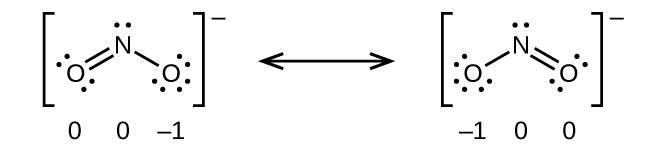 [O=N–O]⁻ ↔ [O–N=O]⁻
0 0 –1 –1 0 0